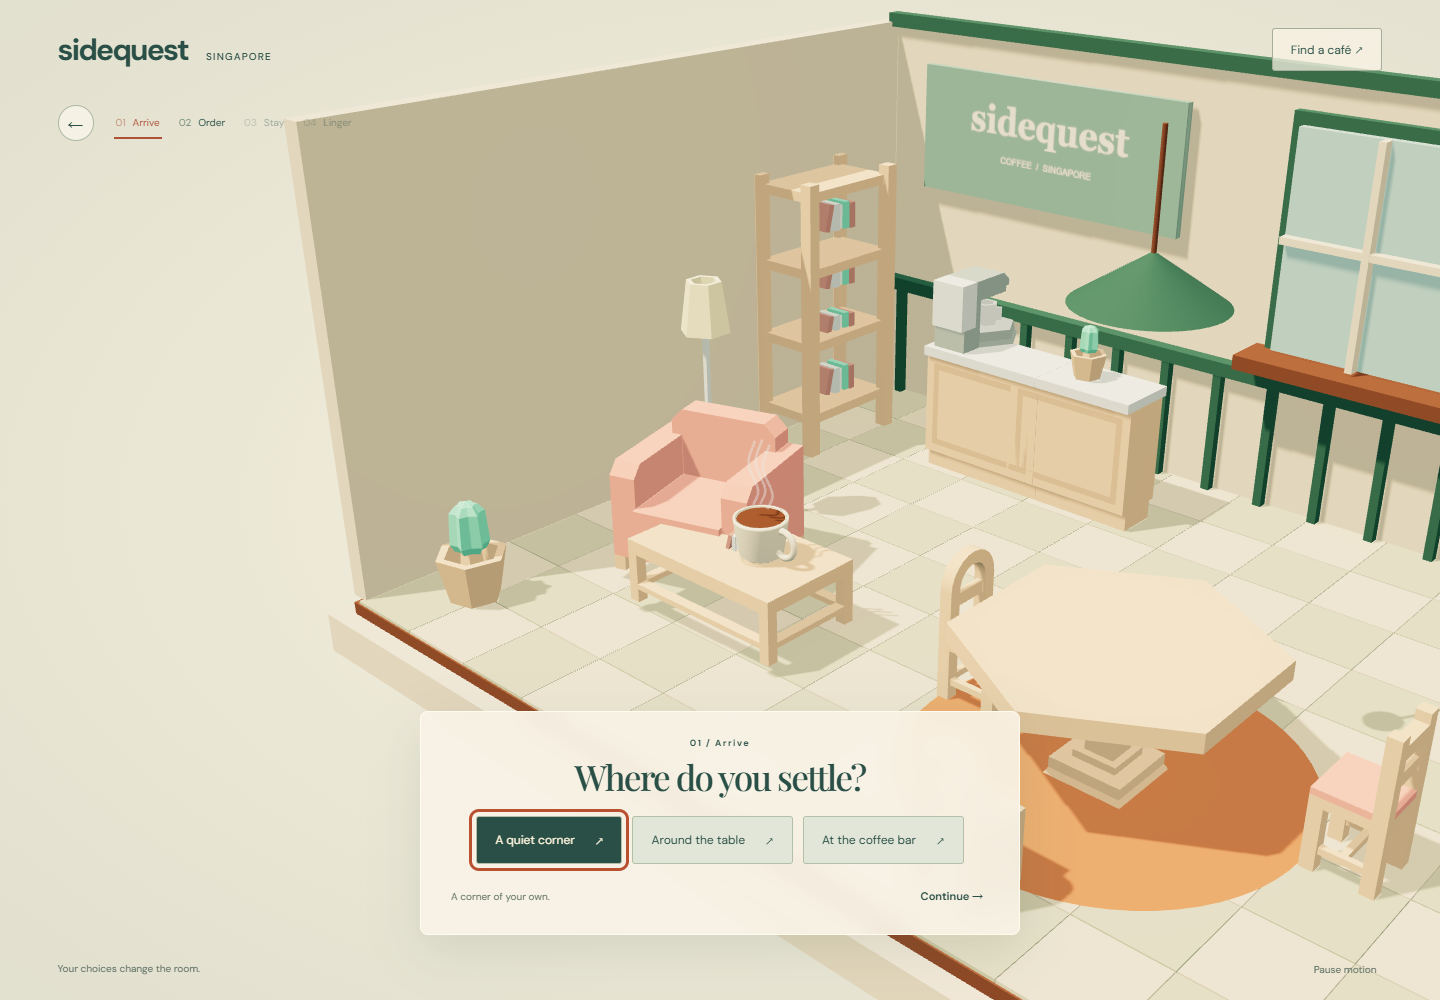 sidequest SINGAPORE
Find a café ↗
← 01 Arrive 02 Order 03 Stay 04 Linger
sidequest
COFFEE / SINGAPORE
01 / Arrive
Where do you settle?
A quiet corner ↗ Around the table ↗ At the coffee bar ↗
A corner of your own. Continue →
Your choices change the room. Pause motion